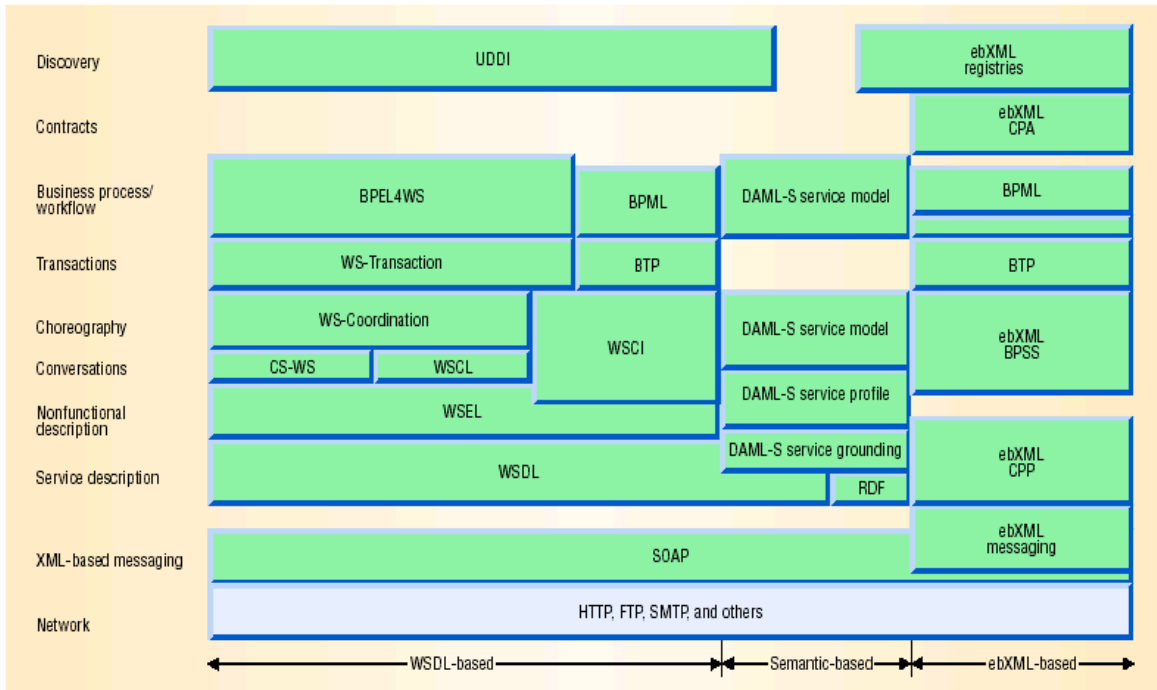 Discovery
UDDI
ebXML
registries
Contracts
ebXML
CPA
Business process/
workflow
BPEL4WS
BPML
DAML-S service model
BPML
Transactions
WS-Transaction
BTP
BTP
Choreography
WS-Coordination
WSCI
DAML-S service model
ebXML
BPSS
Conversations
CS-WS
WSCL
Nonfunctional
description
WSEL
DAML-S service profile
Service description
WSDL
DAML-S service grounding
RDF
ebXML
CPP
XML-based messaging
SOAP
ebXML
messaging
Network
HTTP, FTP, SMTP, and others
WSDL-based
Semantic-based
ebXML-based